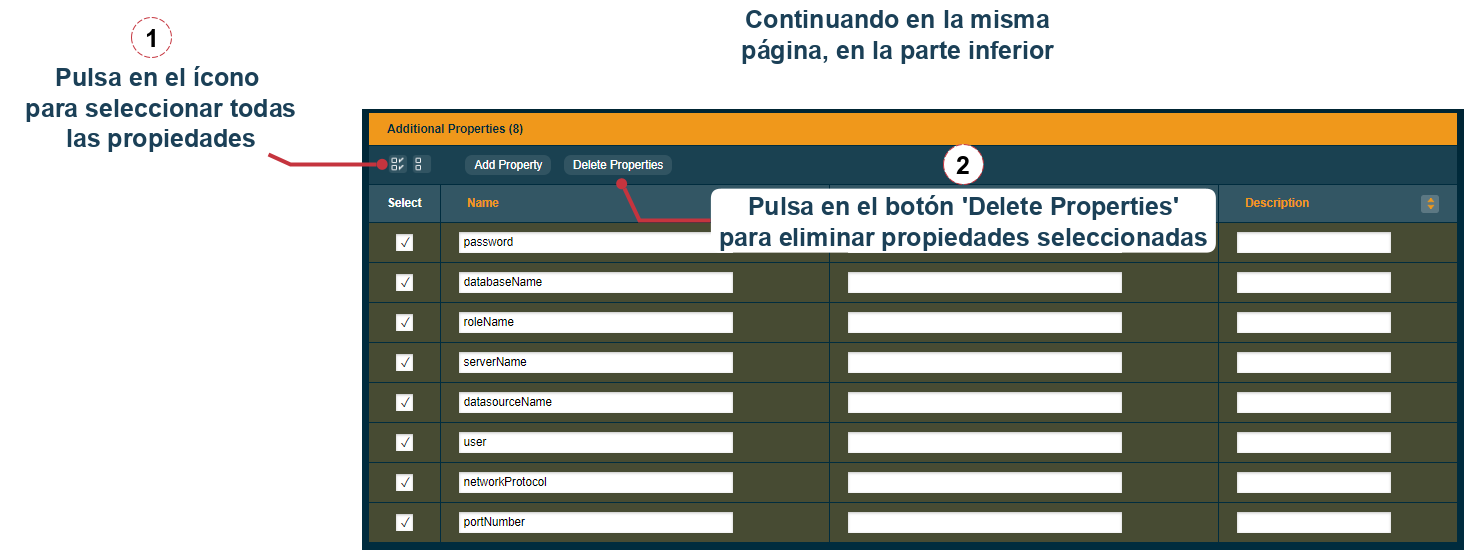 Continuando en la misma
página, en la parte inferior
1
Pulsa en el ícono
para seleccionar todas
las propiedades
Additional Properties (8)
Add Property
Delete Properties
2
Pulsa en el botón 'Delete Properties'
para eliminar propiedades seleccionadas
Select
Name
Description
password
databaseName
roleName
serverName
datasourceName
user
networkProtocol
portNumber